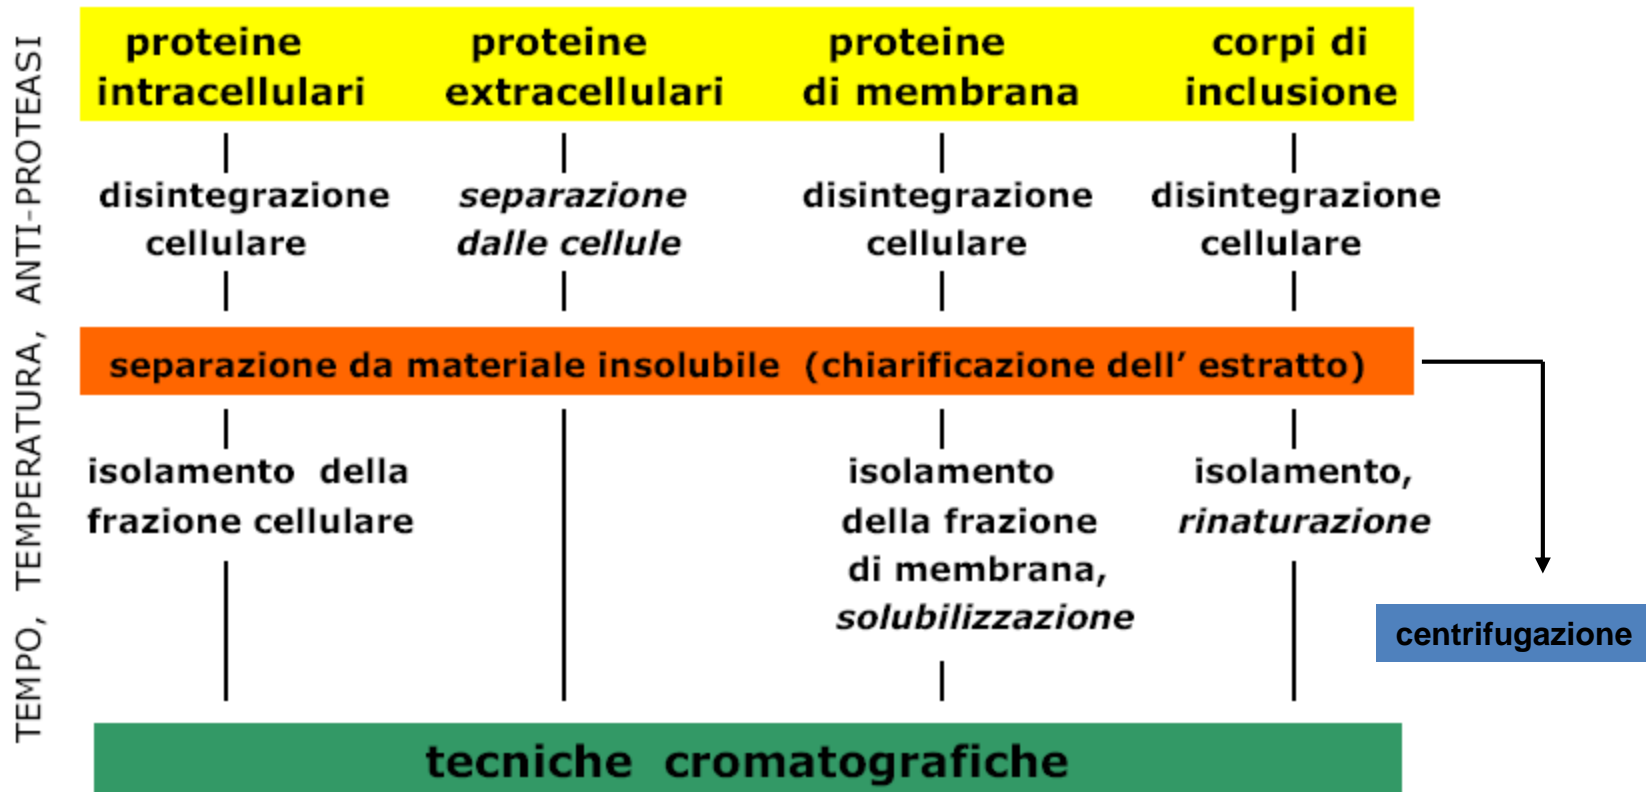 TEMPO, TEMPERATURA, ANTI-PROTEASI
proteine
intracellulari
proteine
extracellulari
proteine
di membrana
corpi di
inclusione
disintegrazione
cellulare
separazione
dalle cellule
disintegrazione
cellulare
disintegrazione
cellulare
separazione da materiale insolubile (chiarificazione dell' estratto)
isolamento della
frazione cellulare
isolamento
della frazione
di membrana,
solubilizzazione
isolamento,
rinaturazione
centrifugazione
tecniche cromatografiche